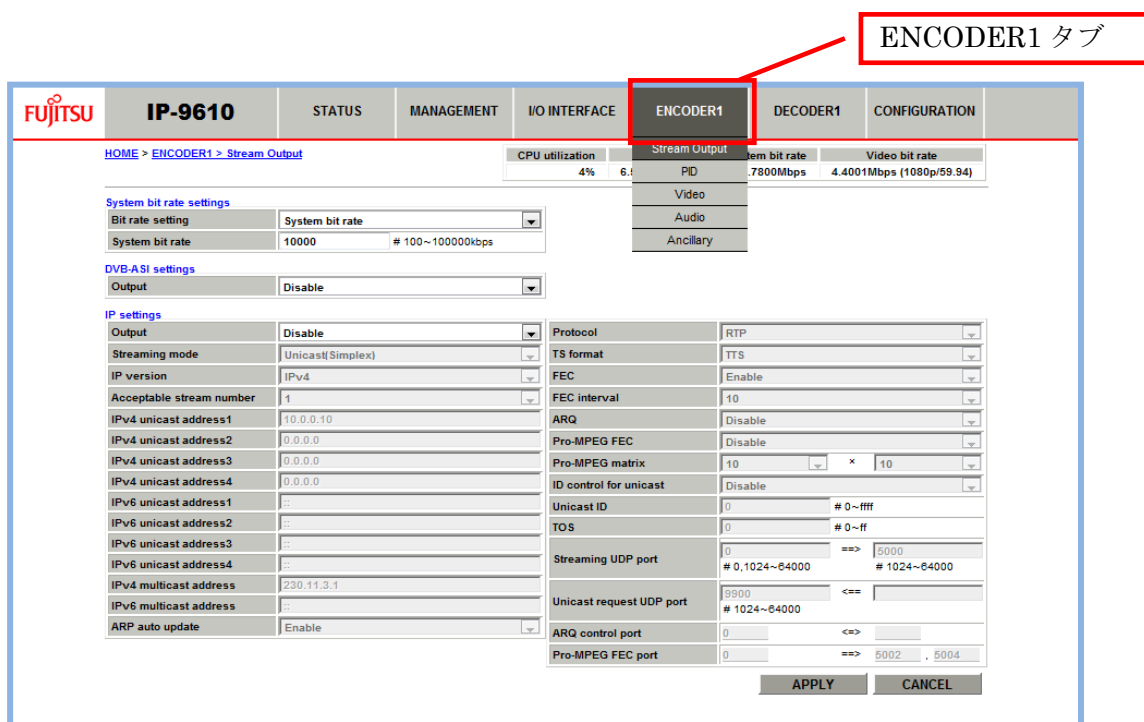 ENCODER1 タブ
FUJITSU IP-9610 STATUS MANAGEMENT I/O INTERFACE ENCODER1 DECODER1 CONFIGURATION
HOME > ENCODER1 > Stream Output
CPU utilization bit rate Video bit rate
4% 6. .7800Mbps 4.4001Mbps (1080p/59.94)
Stream Output
PID
Video
Audio
Ancillary
System bit rate settings
Bit rate setting System bit rate
System bit rate 10000 # 100~100000kbps
DVB-ASI settings
Output Disable
IP settings
Output Disable
Streaming mode Unicast(Simplex)
IP version IPv4
Acceptable stream number 1
IPv4 unicast address1 10.0.0.10
IPv4 unicast address2 0.0.0.0
IPv4 unicast address3 0.0.0.0
IPv4 unicast address4 0.0.0.0
IPv6 unicast address1 ::
IPv6 unicast address2 ::
IPv6 unicast address3 ::
IPv6 unicast address4 ::
IPv4 multicast address 230.11.3.1
IPv6 multicast address ::
ARP auto update Enable
Protocol RTP
TS format TTS
FEC Enable
FEC interval 10
ARQ Disable
Pro-MPEG FEC Disable
Pro-MPEG matrix 10 × 10
ID control for unicast Disable
Unicast ID 0 # 0~ffff
TOS 0 # 0~ff
Streaming UDP port 0 ==> 5000
# 0,1024~64000 # 1024~64000
Unicast request UDP port 9900 <==
# 1024~64000
ARQ control port 0 <=>
Pro-MPEG FEC port 0 ==> 5002 , 5004
APPLY CANCEL